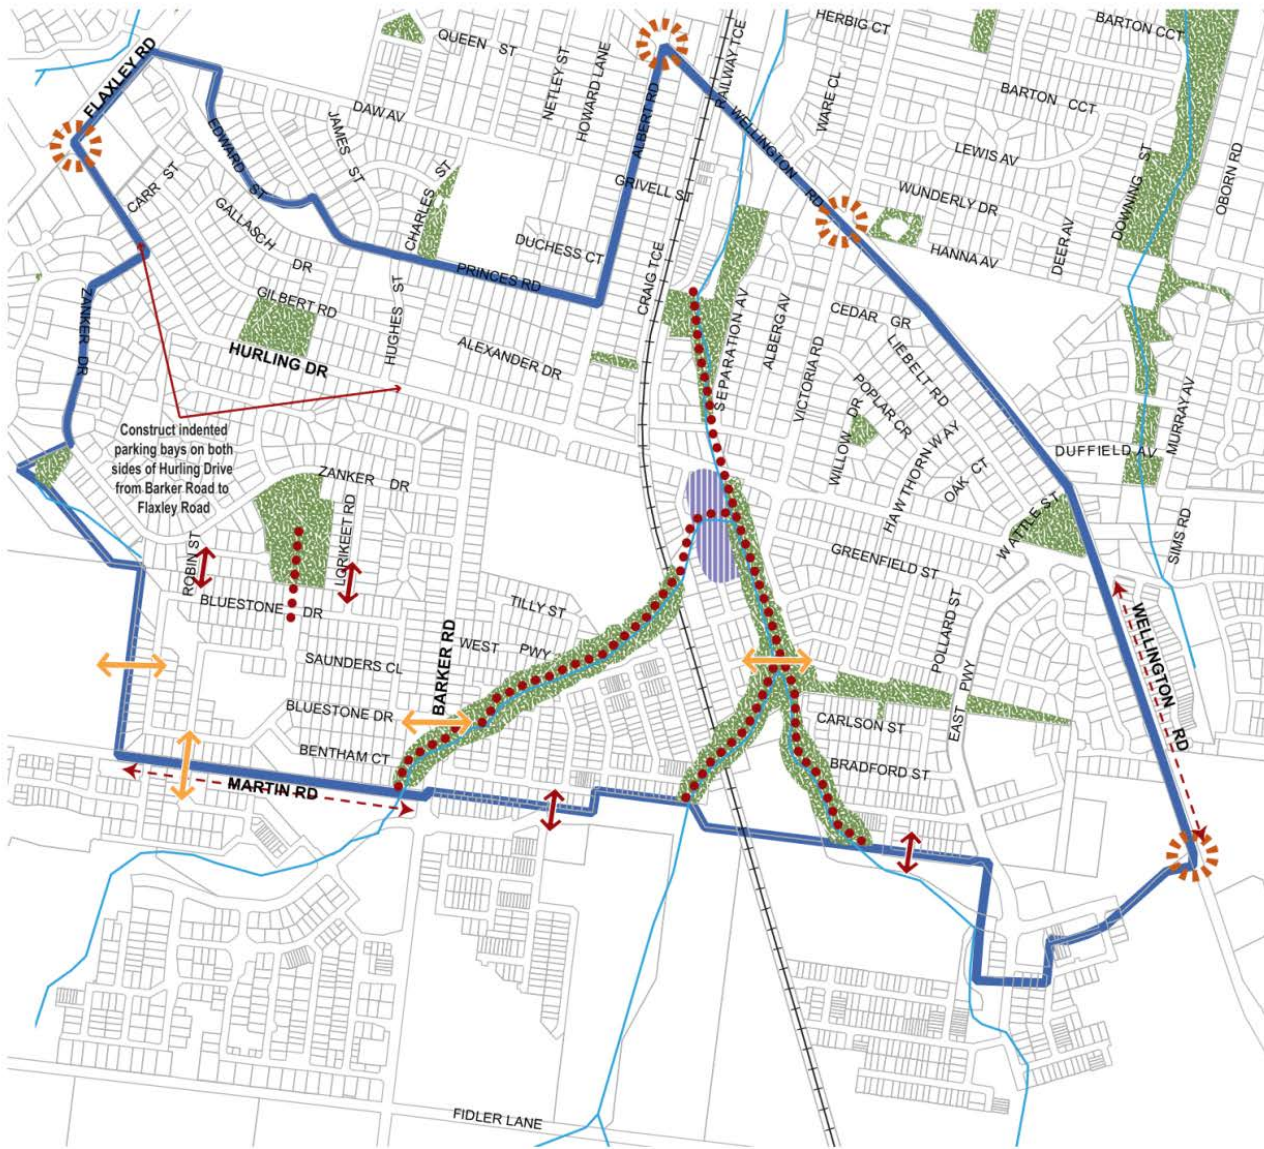 HERBIG CT
BARTON CCT
QUEEN ST
NETLEY ST
HOWARD LANE
RAILWAY TCE
FLAXLEY RD
WARE CL
BARTON CCT
DAW AV
ALBERT RD
WELLINGTON RD
JAMES ST
EDWARD ST
LEWIS AV
DOWNING ST
OBORN RD
CARR ST
CHARLES ST
GRIVELL ST
WUNDERLY DR
GALLASCH DR
DUCHESS CT
DEER AV
HANNA AV
PRINCES RD
CRAIG TCE
ZANKER DR
GILBERT RD
HUGHES ST
SEPARATION AV
ALBERG AV
CEDAR GR
HURLING DR
ALEXANDER DR
VICTORIA RD
LIEBELT RD
POPLAR CR
WILLOW DR
MURRAY AV
Construct indented
parking bays on both
sides of Hurling Drive
from Barker Road to
Flaxley Road
HAWTHORN WAY
DUFFIELD AV
ZANKER DR
OAK CT
LORIKEET RD
WATTLE ST
SIMS RD
ROBIN ST
GREENFIELD ST
BLUESTONE DR
TILLY ST
POLLARD ST
BARKER RD
WEST PWY
SAUNDERS CL
WELLINGTON RD
EAST PWY
BLUESTONE DR
CARLSON ST
BENTHAM CT
BRADFORD ST
MARTIN RD
FIDLER LANE